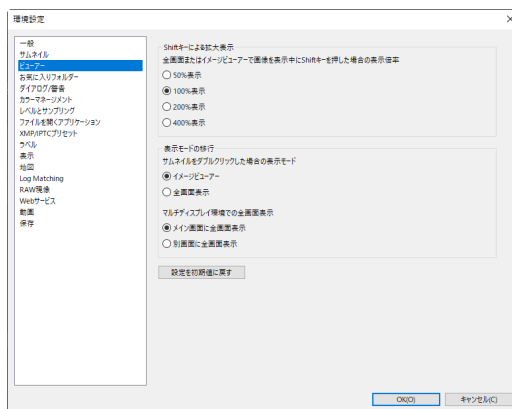 環境設定
一般
サムネイル
ビューアー
お気に入りフォルダー
ダイアログ/警告
カラーマネージメント
レベルとサンプリング
ファイルを開くアプリケーション
XMP/IPTCプリセット
ラベル
表示
地図
Log Matching
RAW現像
Webサービス
動画
保存
Shiftキーによる拡大表示
全画面またはイメージビューアーで画像を表示中にShiftキーを押した場合の表示倍率
50%表示
100%表示
200%表示
400%表示
表示モードの移行
サムネイルをダブルクリックした場合の表示モード
イメージビューアー
全画面表示
マルチディスプレイ環境での全画面表示
メイン画面に全画面表示
別画面に全画面表示
設定を初期値に戻す
OK(O)
キャンセル(C)